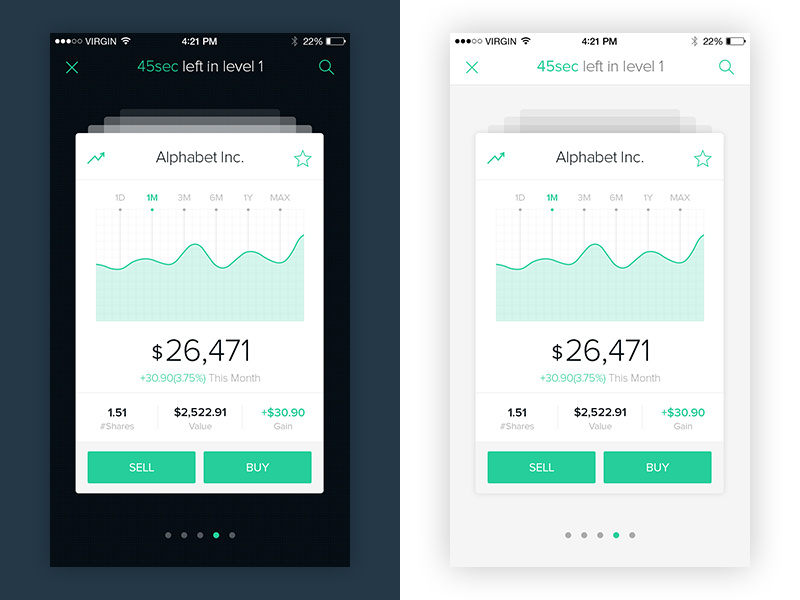 VIRGIN 4:21 PM 22%
45sec left in level 1
Alphabet Inc.
1D 1M 3M 6M 1Y MAX
$26,471
+30.90(3.75%) This Month
1.51 $2,522.91 +$30.90
#Shares Value Gain
SELL BUY
VIRGIN 4:21 PM 22%
45sec left in level 1
Alphabet Inc.
1D 1M 3M 6M 1Y MAX
$26,471
+30.90(3.75%) This Month
1.51 $2,522.91 +$30.90
#Shares Value Gain
SELL BUY